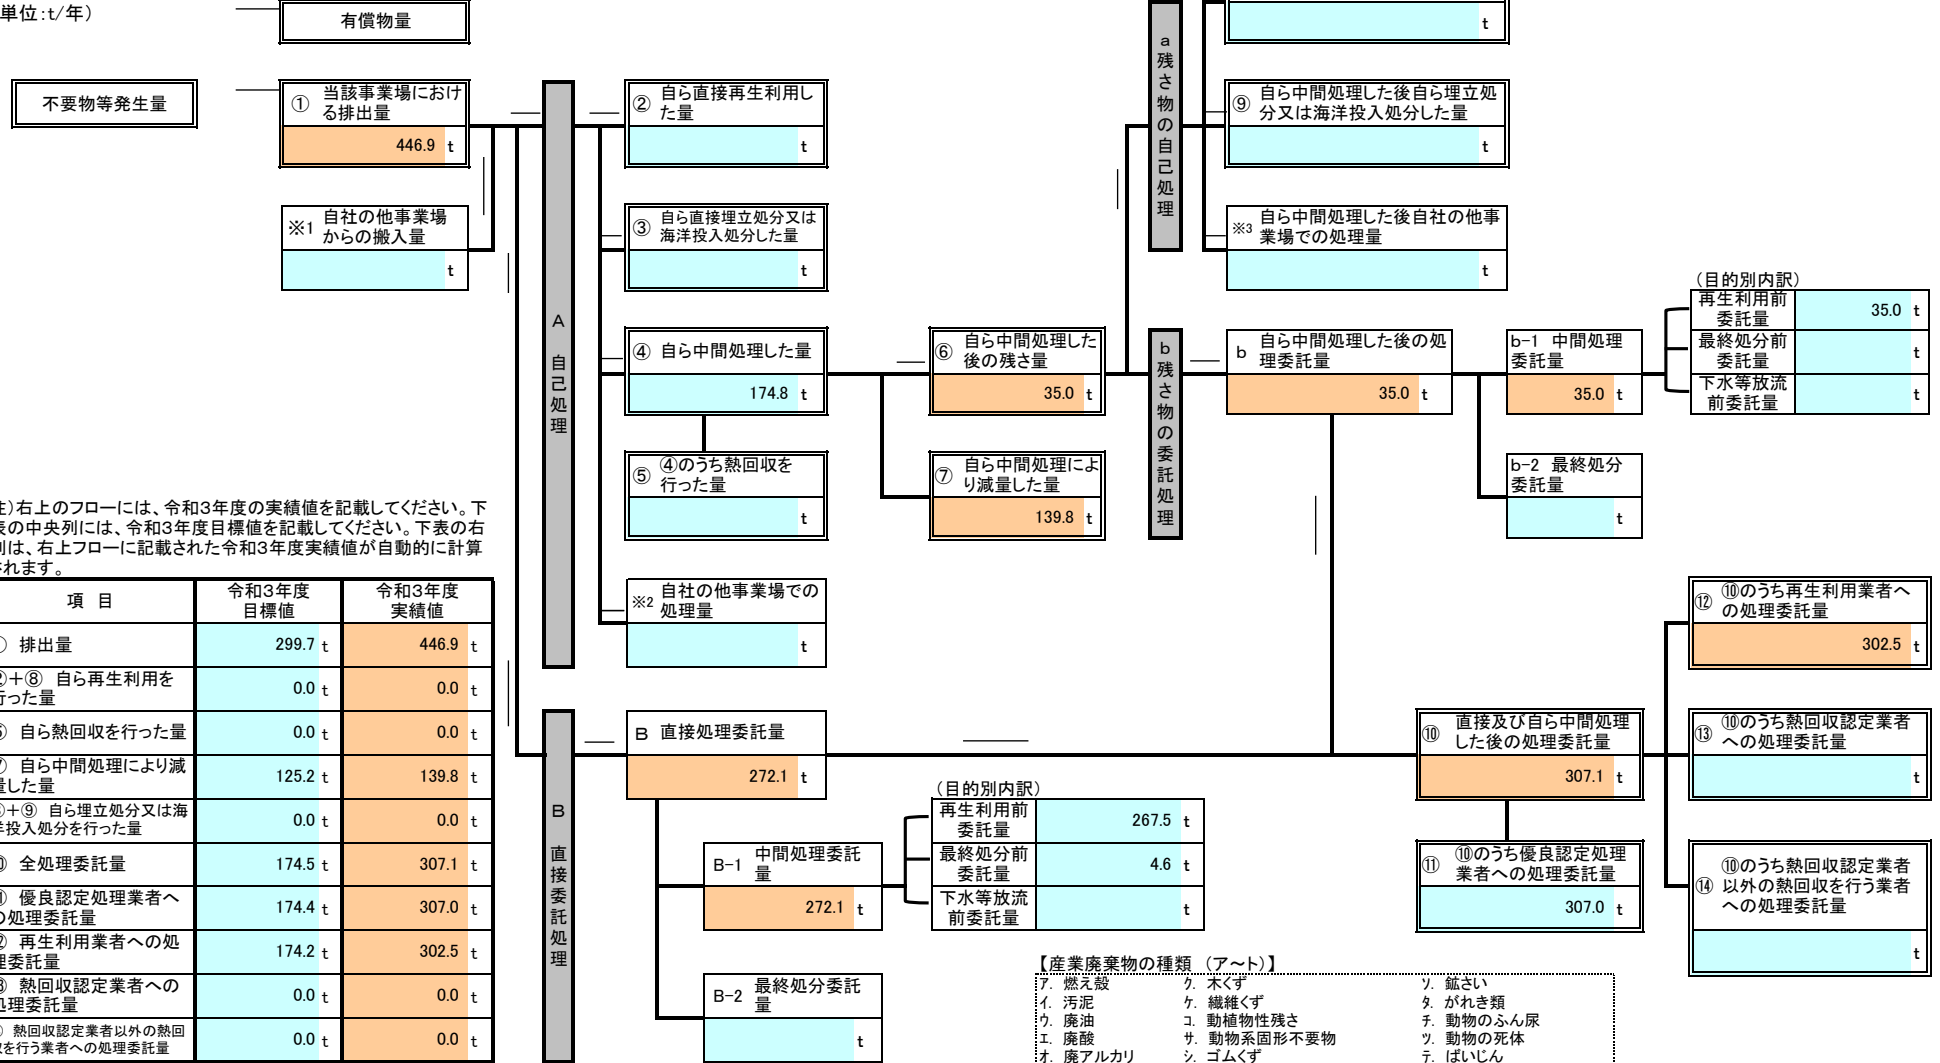 単位:t/年）
有償物量
t
不要物等発生量
① 当該事業場におけ
る排出量
446.9 t
※1 自社の他事業場
からの搬入量
t
A 自己処理
② 自ら直接再生利用し
た量
t
③ 自ら直接埋立処分又は
海洋投入処分した量
t
④ 自ら中間処理した量
174.8 t
⑤ ④のうち熱回収を
行った量
t
※2 自社の他事業場での
処理量
t
⑥ 自ら中間処理した
後の残さ量
35.0 t
⑦ 自ら中間処理によ
り減量した量
139.8 t
a 残さ物の自己処理
⑨ 自ら中間処理した後自ら埋立処
分又は海洋投入処分した量
t
※3 自ら中間処理した後自社の他事
業場での処理量
t
b 残さ物の委託処理
b 自ら中間処理した後の処
理委託量
35.0 t
b-1 中間処理
委託量
35.0 t
b-2 最終処分
委託量
t
（目的別内訳）
再生利用前
委託量
35.0 t
最終処分前
委託量
t
下水等放流
前委託量
t
主）右上のフローには、令和3年度の実績値を記載してください。下
表の中央列には、令和3年度目標値を記載してください。下表の右
列は、右上フローに記載された令和3年度実績値が自動的に計算
されます。
項 目 令和3年度
目標値 令和3年度
実績値
排出量 299.7 t 446.9 t
②+⑧ 自ら再生利用を
行った量 0.0 t 0.0 t
⑤ 自ら熱回収を行った量 0.0 t 0.0 t
⑦ 自ら中間処理により減
量した量 125.2 t 139.8 t
③+⑨ 自ら埋立処分又は海
洋投入処分を行った量 0.0 t 0.0 t
⑩ 全処理委託量 174.5 t 307.1 t
⑪ 優良認定処理業者へ
の処理委託量 174.4 t 307.0 t
⑫ 再生利用業者への処
理委託量 174.2 t 302.5 t
⑬ 熱回収認定業者への
処理委託量 0.0 t 0.0 t
熱回収認定業者以外の熱回
収を行う業者への処理委託量 0.0 t 0.0 t
B 直接委託処理
B 直接処理委託量
272.1 t
B-1 中間処理委託
量
272.1 t
B-2 最終処分委託
量
t
（目的別内訳）
再生利用前
委託量
267.5 t
最終処分前
委託量
4.6 t
下水等放流
前委託量
t
⑩ 直接及び自ら中間処理
した後の処理委託量
307.1 t
⑪ ⑩のうち優良認定処理
業者への処理委託量
307.0 t
⑫ ⑩のうち再生利用業者へ
の処理委託量
302.5 t
⑬ ⑩のうち熱回収認定業者
への処理委託量
t
⑭ ⑩のうち熱回収認定業者
以外の熱回収を行う業者
への処理委託量
t
【産業廃棄物の種類 （ア～ト）】
ア. 燃え殻 ク. 木くず ソ. 鉱さい
イ. 汚泥 ケ. 繊維くず タ. がれき類
ウ. 廃油 コ. 動植物性残さ チ. 動物のふん尿
エ. 廃酸 サ. 動物系固形不要物 ツ. 動物の死体
オ. 廃アルカリ シ. ゴムくず テ. ばいじん